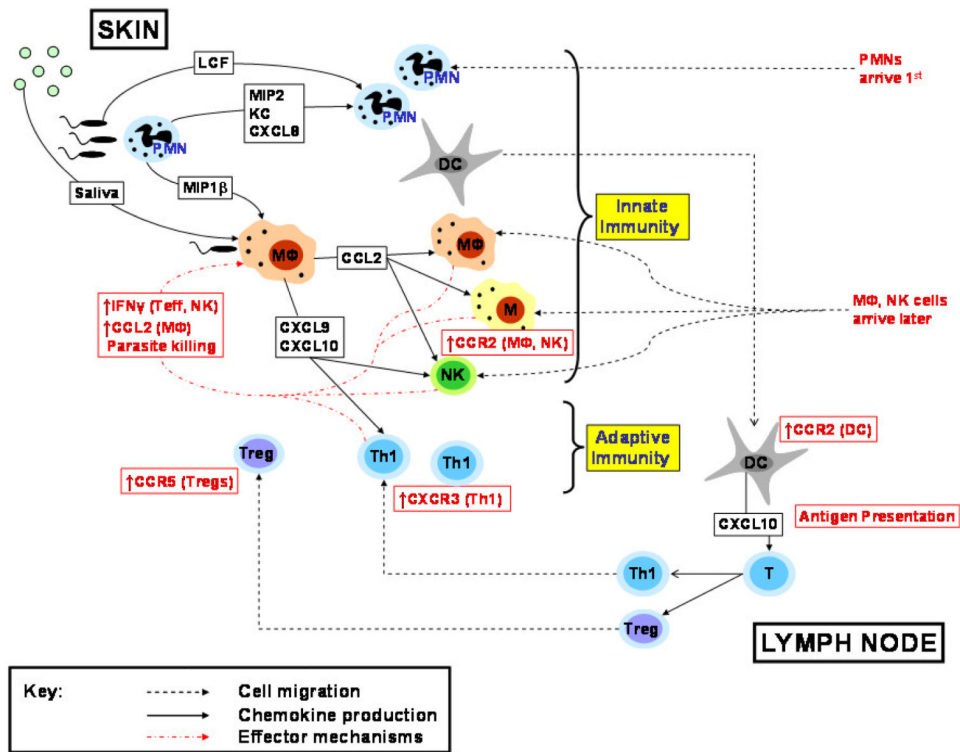 SKIN
LCF
PMN
PMNs
arrive 1st
MIP2
KC
CXCL8
PMN
PMN
DC
MIP1β
Saliva
Innate
Immunity
MΦ
CCL2
MΦ
↑IFNγ (Teff, NK)
↑CCL2 (MΦ)
Parasite killing
M
MΦ, NK cells
arrive later
CXCL9
CXCL10
↑CCR2 (MΦ, NK)
NK
Adaptive
Immunity
↑CCR2 (DC)
Treg
Th1
Th1
DC
↑CCR5 (Tregs)
↑CXCR3 (Th1)
CXCL10
Antigen Presentation
Th1
T
Treg
LYMPH NODE
Key:
Cell migration
Chemokine production
Effector mechanisms